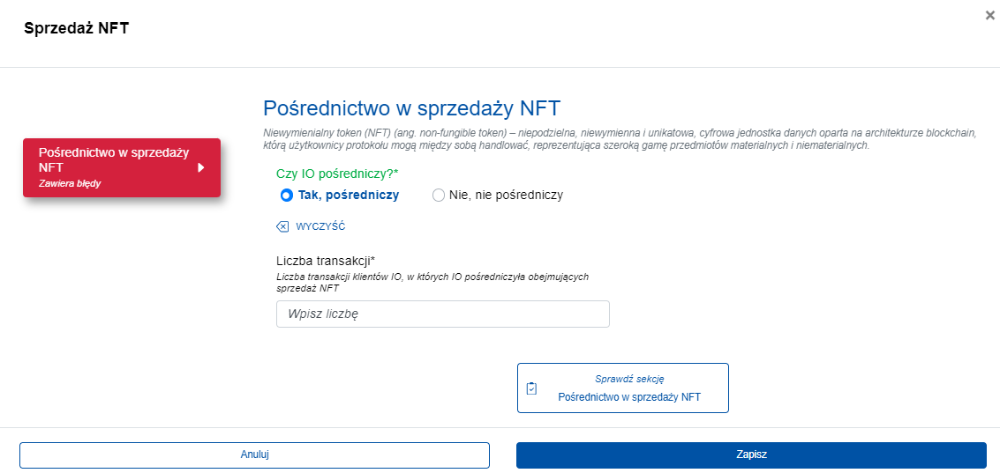 Sprzedaż NFT
×
Pośrednictwo w sprzedaży
NFT
Zawiera błędy
Pośrednictwo w sprzedaży NFT
Niewymienialny token (NFT) (ang. non-fungible token) – niepodzielna, niewymienna i unikatowa, cyfrowa jednostka danych oparta na architekturze blockchain,
którą użytkownicy protokołu mogą między sobą handlować, reprezentująca szeroką gamę przedmiotów materialnych i niematerialnych.
Czy IO pośredniczy?*
Tak, pośredniczy Nie, nie pośredniczy
WYCZYŚĆ
Liczba transakcji*
Liczba transakcji klientów IO, w których IO pośredniczyła obejmujących
sprzedaż NFT
Wpisz liczbę
Sprawdź sekcję
Pośrednictwo w sprzedaży NFT
Anuluj Zapisz